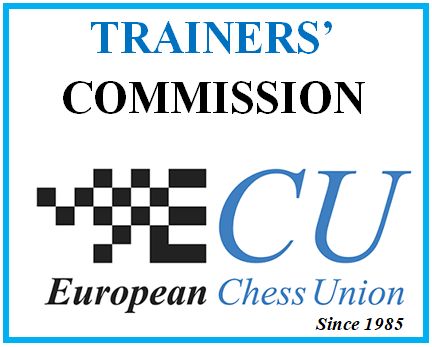 TRAINERS’
COMMISSION
ECU
European Chess Union
Since 1985